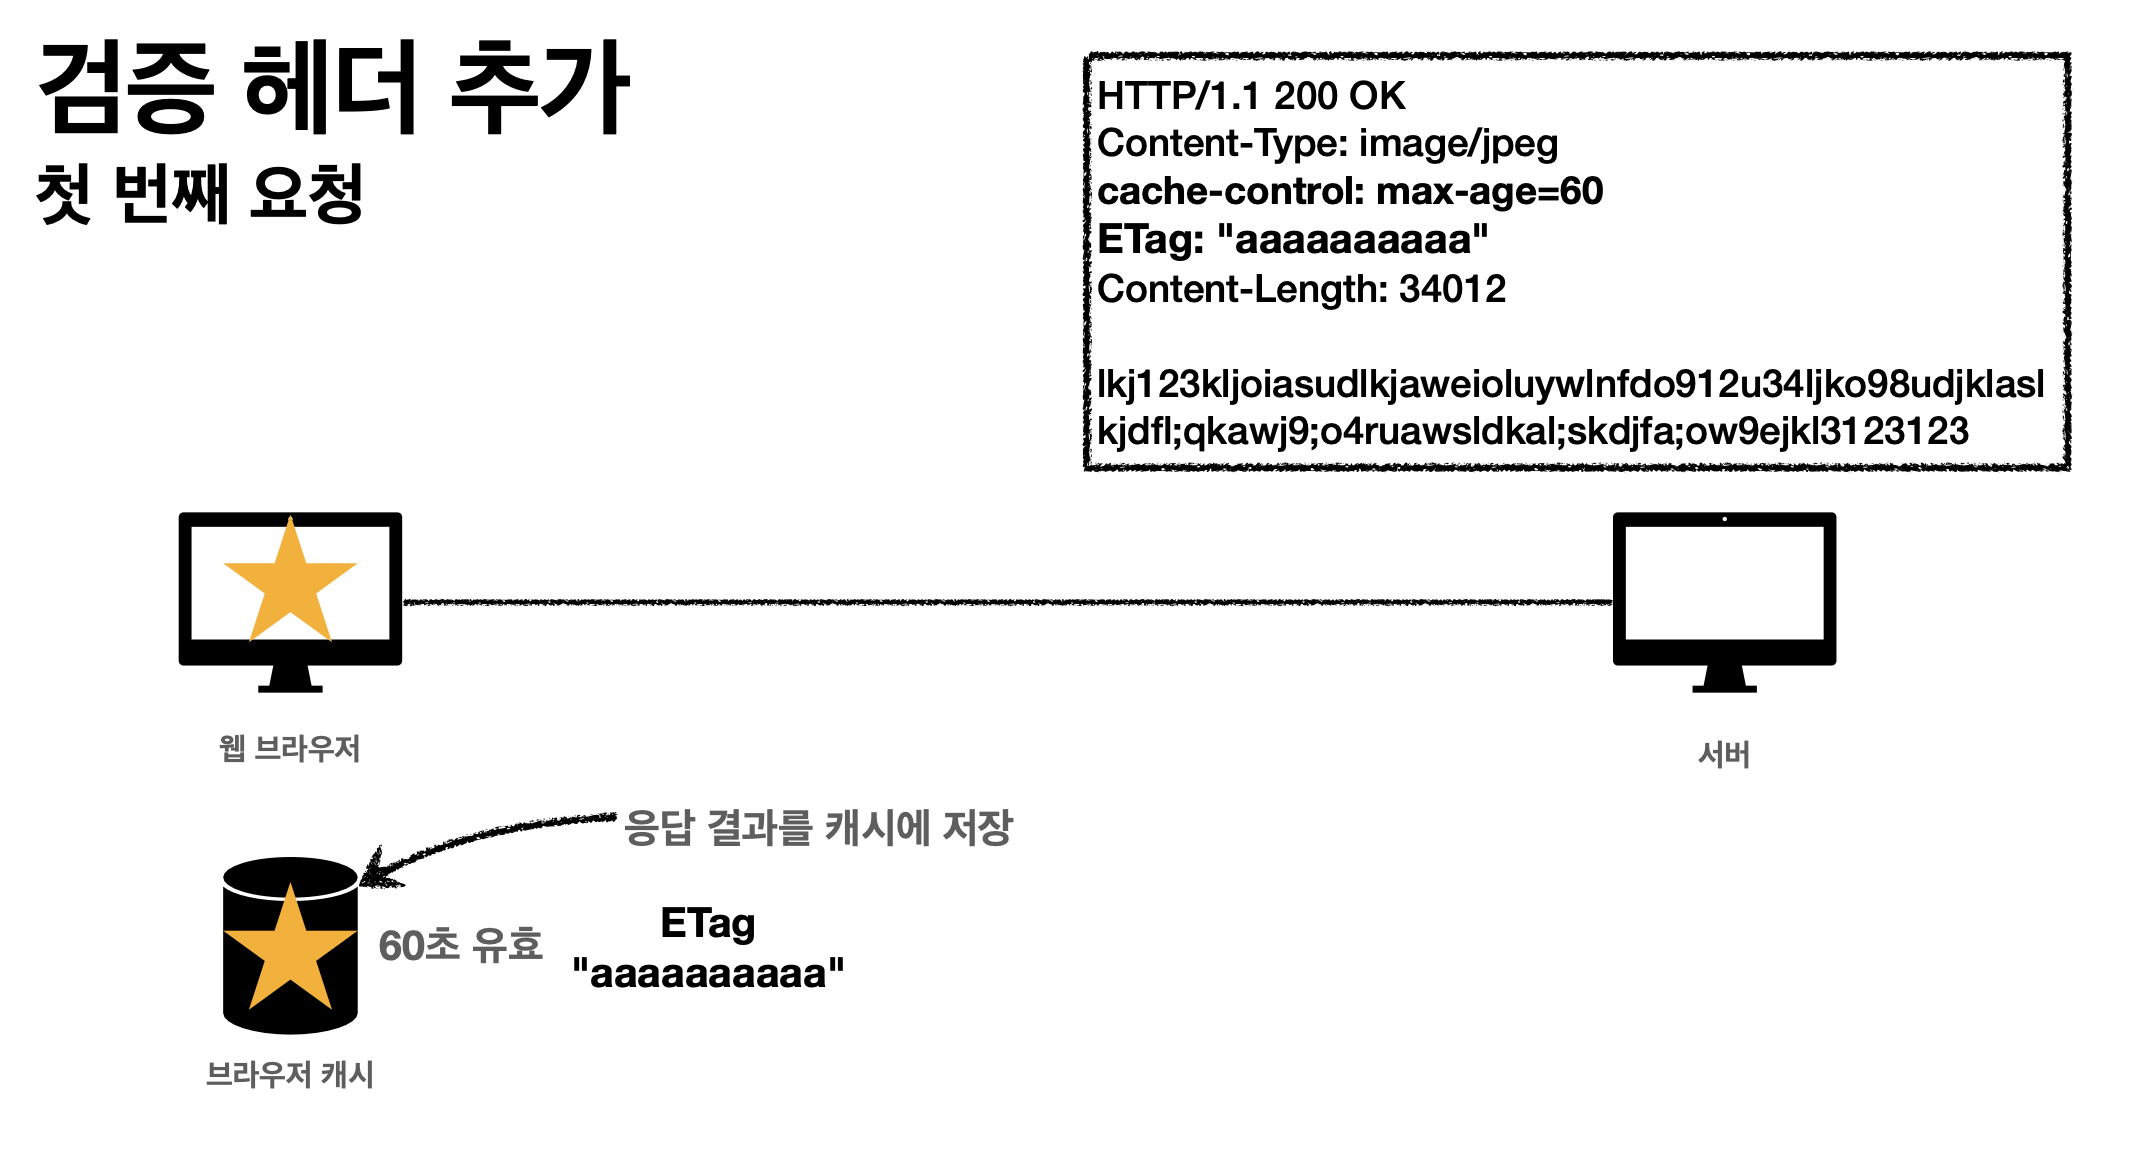 검증 헤더 추가
첫 번째 요청
HTTP/1.1 200 OK
Content-Type: image/jpeg
cache-control: max-age=60
ETag: "aaaaaaaaaa"
Content-Length: 34012
lkj123kljoiasudlkjaweioluywlnfdo912u34ljko98udjklasl
kjdfl;qkawj9;o4ruawsldkal;skdjfa;ow9ejkl3123123
웹 브라우저
서버
응답 결과를 캐시에 저장
60초 유효
ETag
"aaaaaaaaaa"
브라우저 캐시